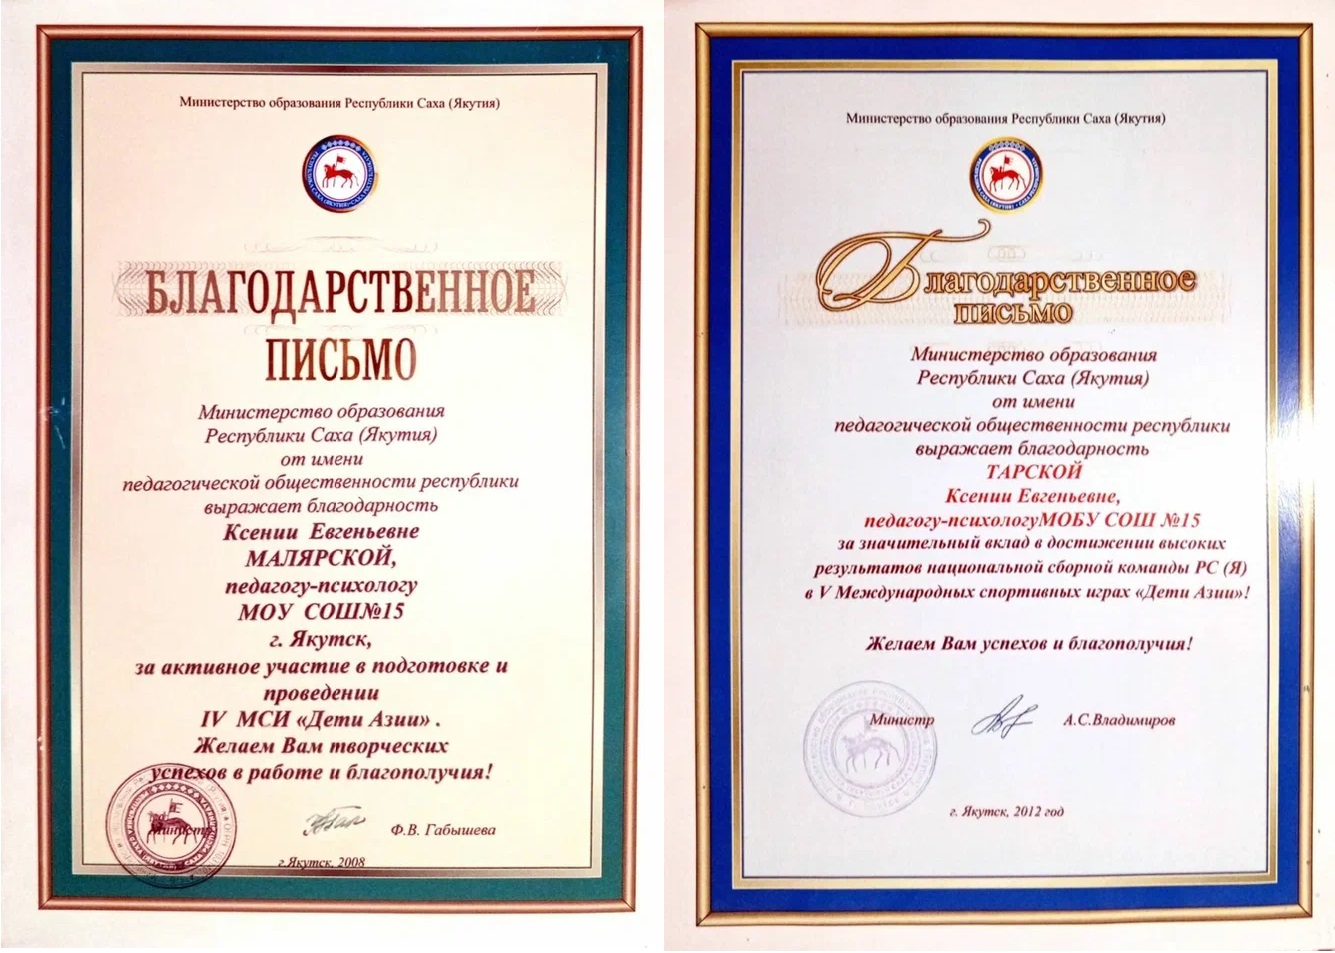 Министерство образования Республики Саха (Якутия)
БЛАГОДАРСТВЕННОЕ
ПИСЬМО
Министерство образования
Республики Саха (Якутия)
от имени
педагогической общественности республики
выражает благодарность
Ксении Евгеньевне
МАЛЯРСКОЙ,
педагогу-психологу
МОУ СОШ№15
г. Якутск,
за активное участие в подготовке и
проведении
IV МСИ «Дети Азии» .
Желаем Вам творческих
успехов в работе и благополучия!
Министр
Ф.В. Габышева
г.Якутск, 2008
Министерство образования Республики Саха (Якутия)
Благодарственное
письмо
Министерство образования
Республики Саха (Якутия)
от имени
педагогической общественности республики
выражает благодарность
ТАРСКОЙ
Ксении Евгеньевне,
педагогу-психологуМОБУ СОШ №15
за значительный вклад в достижении высоких
результатов национальной сборной команды РС (Я)
в V Международных спортивных играх «Дети Азии»!
Желаем Вам успехов и благополучия!
Министр
А.С.Владимиров
г. Якутск, 2012 год